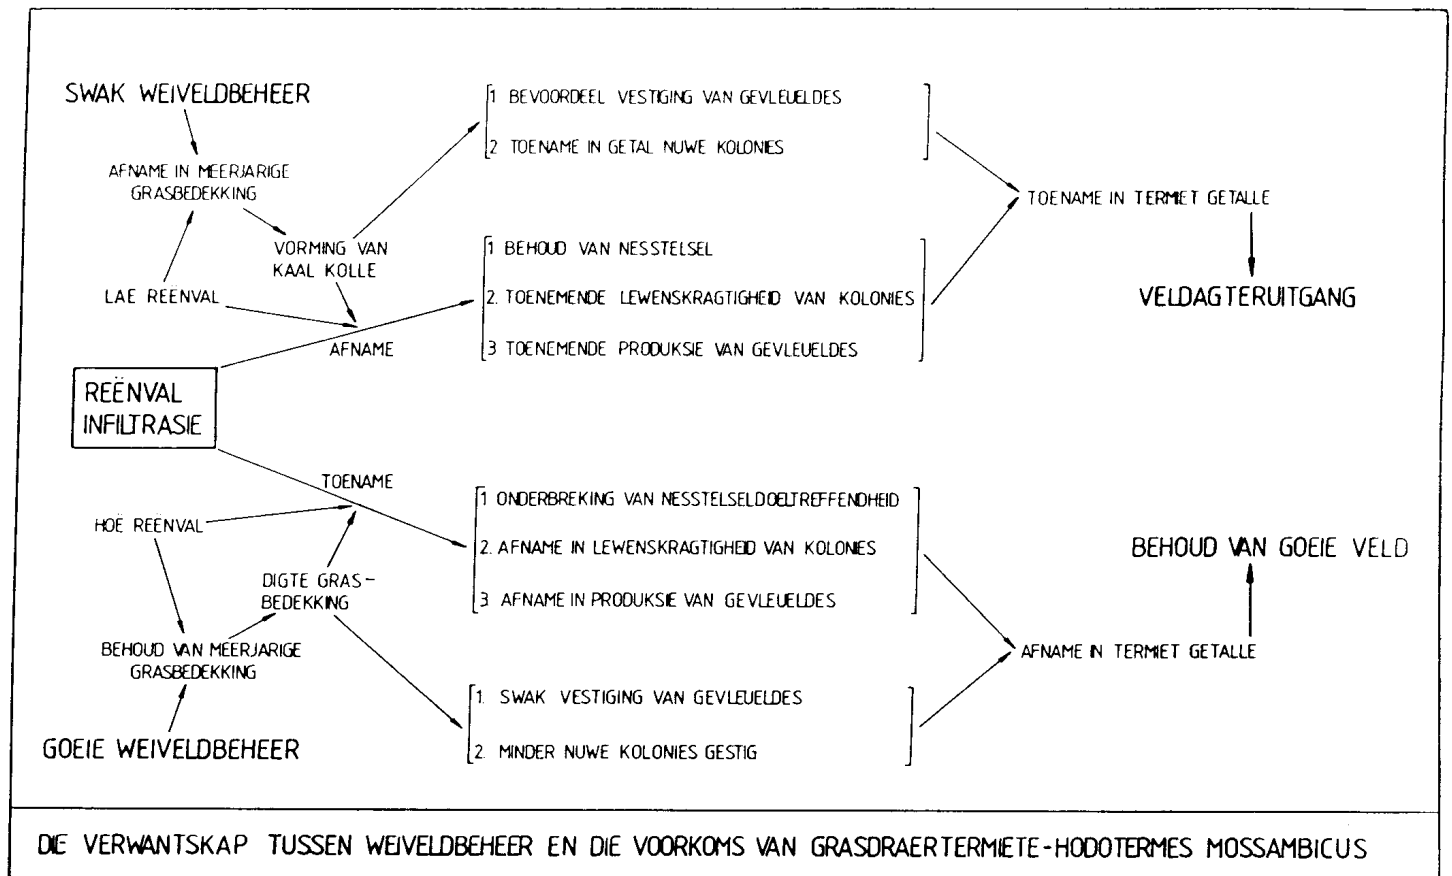 SWAK WEIVELDBEHEER
AFNAME IN MEERJARIGE
GRASBEDEKKING
VORMING VAN
KAAL KOLLE
LAE REËNVAL
AFNAME
1 BEVOORDEEL VESTIGING VAN GEVLEUELDES
2 TOENAME IN GETAL NUWE KOLONIES
1 BEHOUD VAN NESSTELSEL
2. TOENEMENDE LEWENSKRAGTIGHEID VAN KOLONIES
3 TOENEMENDE PRODUKSIE VAN GEVLEUELDES
TOENAME IN TERMIET GETALLE
VELDAGTERUITGANG
REËNVAL
INFILTRASIE
TOENAME
HOË REËNVAL
DIGTE GRAS-
BEDEKKING
BEHOUD VAN MEERJARIGE
GRASBEDEKKING
GOEIE WEIVELDBEHEER
1 ONDERBREKING VAN NESSTELSELDOELTREFFENDHEID
2. AFNAME IN LEWENSKRAGTIGHEID VAN KOLONIES
3 AFNAME IN PRODUKSIE VAN GEVLEUELDES
1. SWAK VESTIGING VAN GEVLEUELDES
2. MINDER NUWE KOLONIES GESTIG
BEHOUD VAN GOEIE VELD
AFNAME IN TERMIET GETALLE
DIE VERWANTSKAP TUSSEN WEIVELDBEHEER EN DIE VOORKOMS VAN GRASDRAERTERMIETE-HODOTERMES MOSSAMBICUS